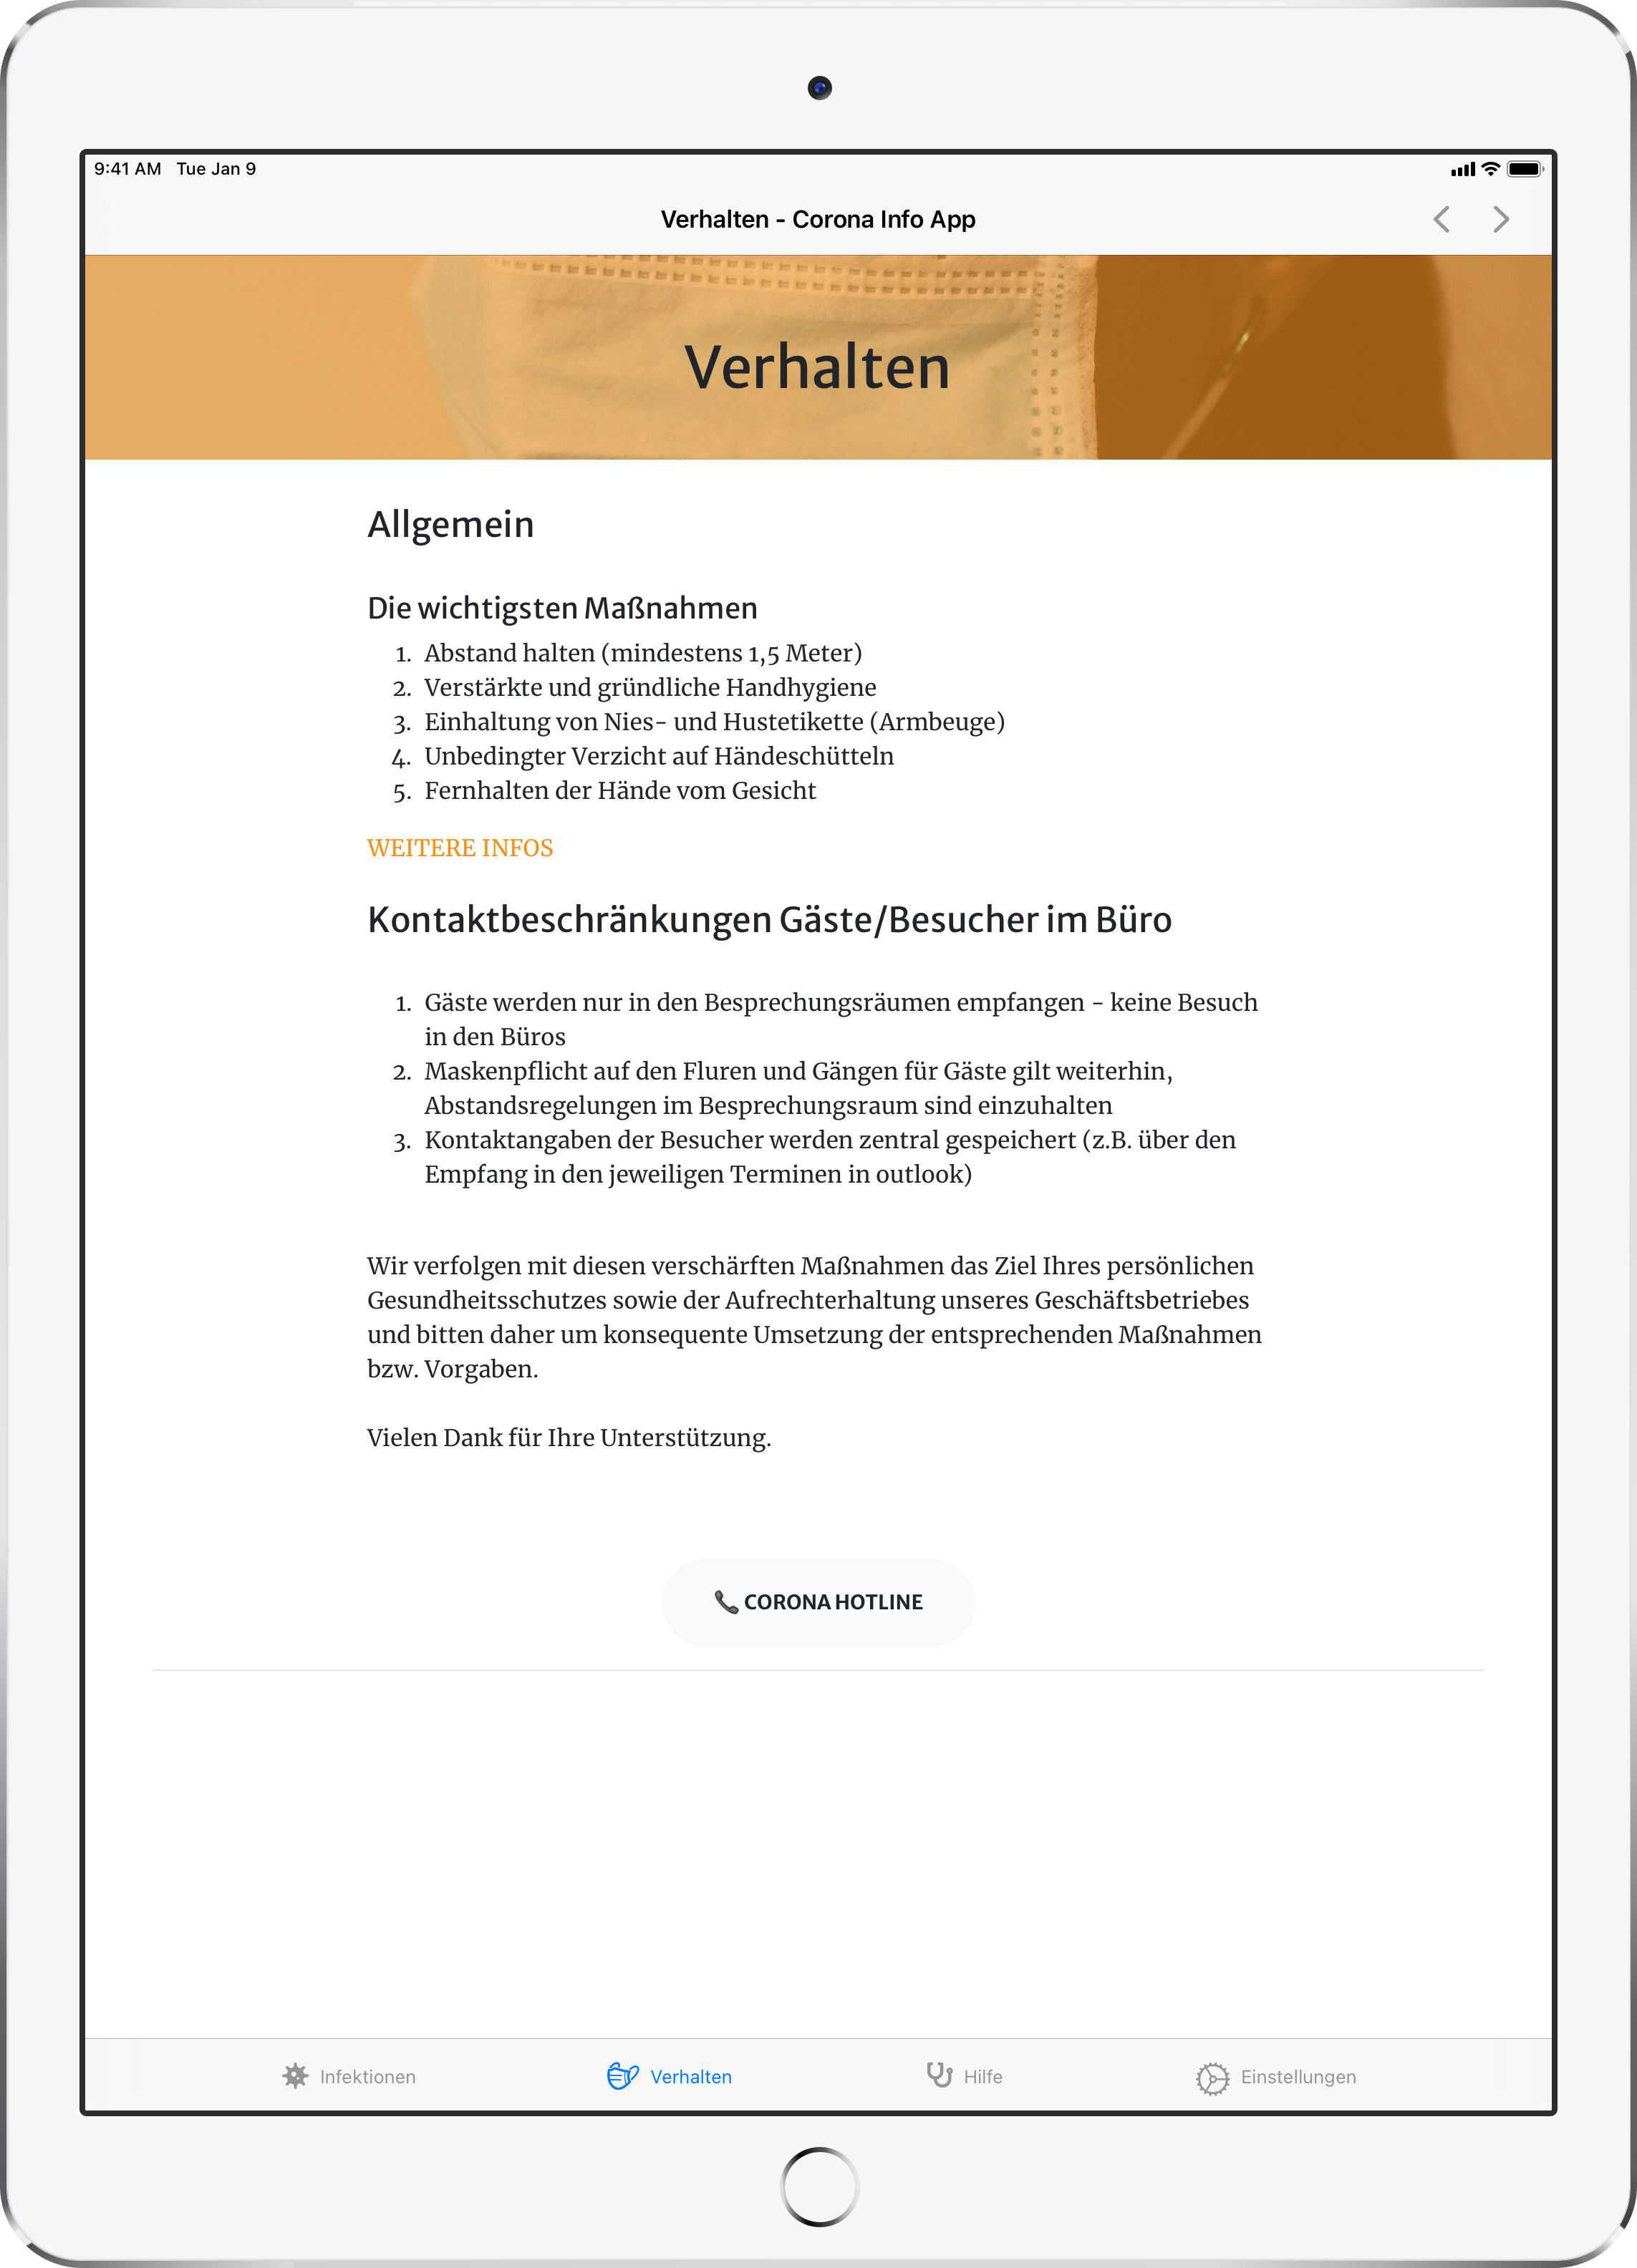 9:41 AM Tue Jan 9
Verhalten - Corona Info App
Verhalten
Allgemein
Die wichtigsten Maßnahmen
1. Abstand halten (mindestens 1,5 Meter)
2. Verstärkte und gründliche Handhygiene
3. Einhaltung von Nies- und Hustetikette (Armbeuge)
4. Unbedingter Verzicht auf Händeschütteln
5. Fernhalten der Hände vom Gesicht
WEITERE INFOS
Kontaktbeschränkungen Gäste/Besucher im Büro
1. Gäste werden nur in den Besprechungsräumen empfangen - keine Besuch
in den Büros
2. Maskenpflicht auf den Fluren und Gängen für Gäste gilt weiterhin,
Abstandsregelungen im Besprechungsraum sind einzuhalten
3. Kontaktangaben der Besucher werden zentral gespeichert (z.B. über den
Empfang in den jeweiligen Terminen in outlook)
Wir verfolgen mit diesen verschärften Maßnahmen das Ziel Ihres persönlichen
Gesundheitsschutzes sowie der Aufrechterhaltung unseres Geschäftsbetriebes
und bitten daher um konsequente Umsetzung der entsprechenden Maßnahmen
bzw. Vorgaben.
Vielen Dank für Ihre Unterstützung.
CORONA HOTLINE
Infektionen Verhalten Hilfe Einstellungen